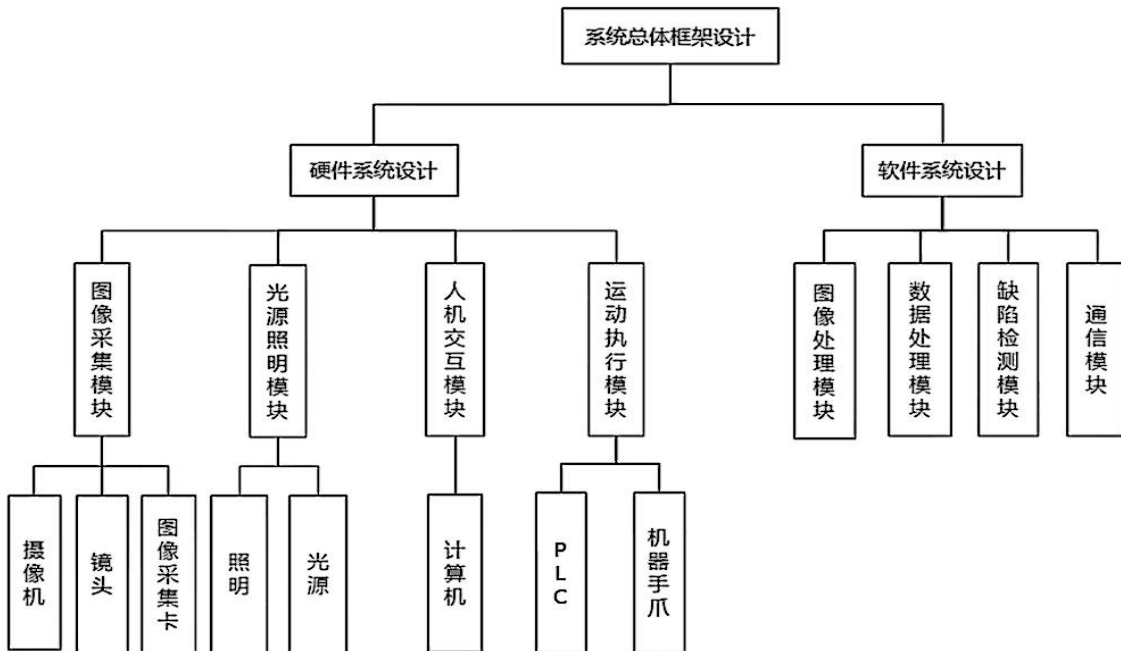 系统总体框架设计
硬件系统设计
软件系统设计
图像采集模块
光源照明模块
人机交互模块
运动执行模块
图像处理模块
数据处理模块
缺陷检测模块
通信模块
摄像机
镜头
图像采集卡
照明
光源
计算机
PLC
机器手爪